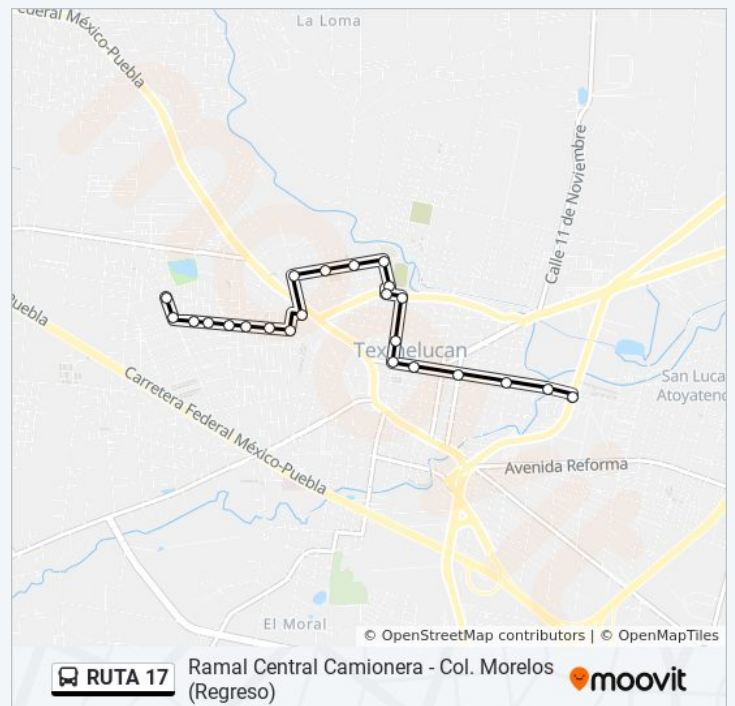 La Loma
cueral México-Puebla
Calle 11 de Noviembre
Puebla
Texmelucan
San Luca
Atoyatenc
Carretera Federal México-Puebla
Avenida Reforma
El Moral
© OpenStreetMap contributors | © OpenMapTiles
RUTA 17
Ramal Central Camionera - Col. Morelos
(Regreso)
moovit